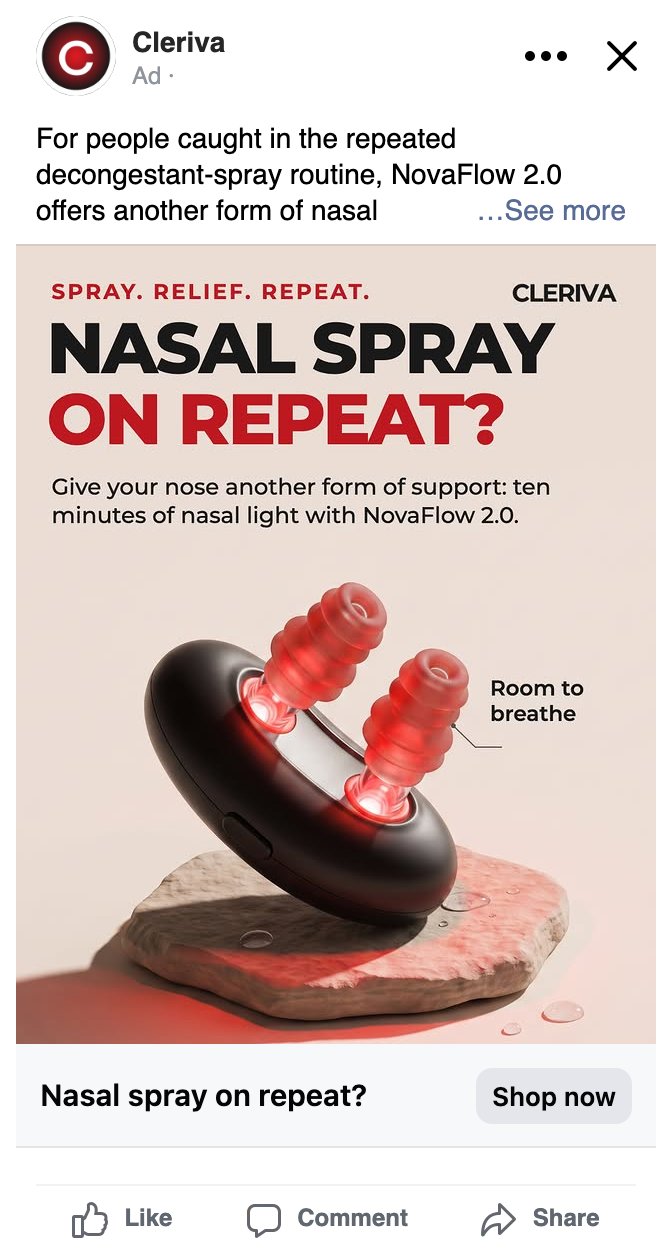 C
Cleriva
Ad ·
For people caught in the repeated
decongestant-spray routine, NovaFlow 2.0
offers another form of nasal ...See more
SPRAY. RELIEF. REPEAT.
CLERIVA
NASAL SPRAY
ON REPEAT?
Give your nose another form of support: ten
minutes of nasal light with NovaFlow 2.0.
Room to
breathe
Nasal spray on repeat?
Shop now
Like
Comment
Share